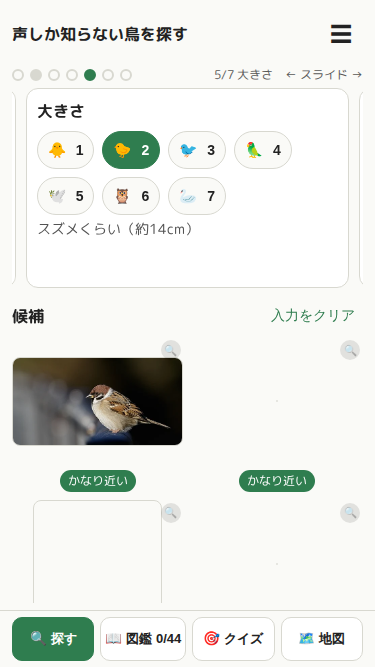 声しか知らない鳥を探す
5/7 大きさ ← スライド →
大きさ
1 2 3 4
5 6 7
スズメくらい（約14cm）
候補 入力をクリア
かなり近い かなり近い
探す 図鑑 0/44 クイズ 地図